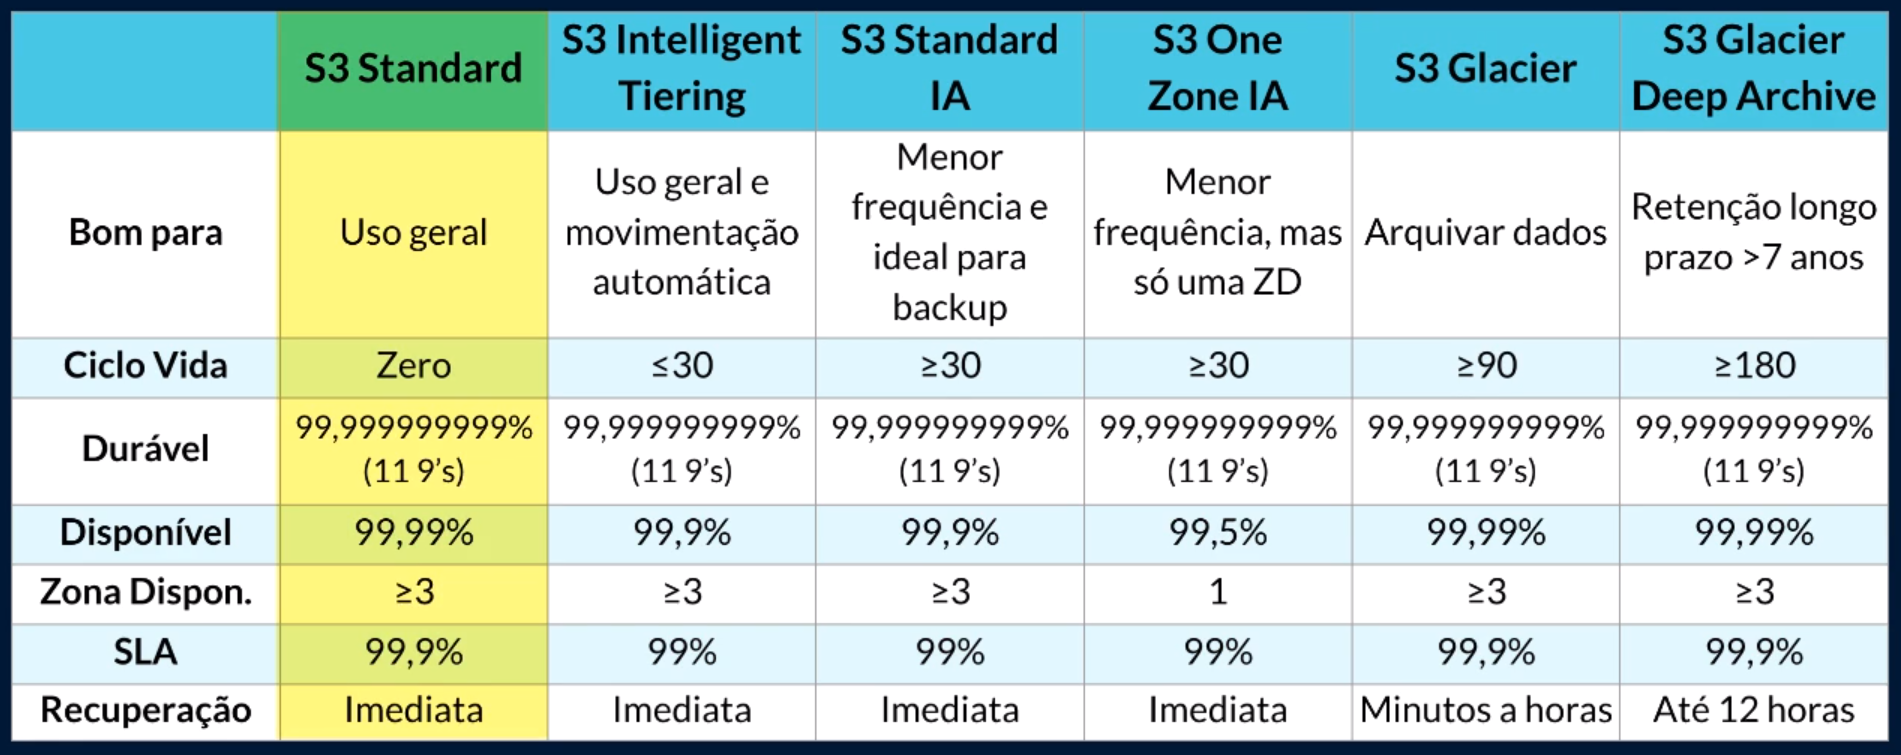 S3 Standard
S3 Intelligent
Tiering
S3 Standard
IA
S3 One
Zone IA
S3 Glacier
S3 Glacier
Deep Archive
Bom para
Uso geral
Uso geral e
movimentação
automática
Menor
frequência e
ideal para
backup
Menor
frequência, mas
só uma ZD
Arquivar dados
Retenção longo
prazo >7 anos
Ciclo Vida
Zero
≤30
≥30
≥30
≥90
≥180
Durável
99,999999999%
(11 9’s)
99,999999999%
(11 9’s)
99,999999999%
(11 9’s)
99,999999999%
(11 9’s)
99,999999999%
(11 9’s)
99,999999999%
(11 9’s)
Disponível
99,99%
99,9%
99,9%
99,5%
99,99%
99,99%
Zona Dispon.
≥3
≥3
≥3
1
≥3
≥3
SLA
99,9%
99%
99%
99%
99,9%
99,9%
Recuperação
Imediata
Imediata
Imediata
Imediata
Minutos a horas
Até 12 horas